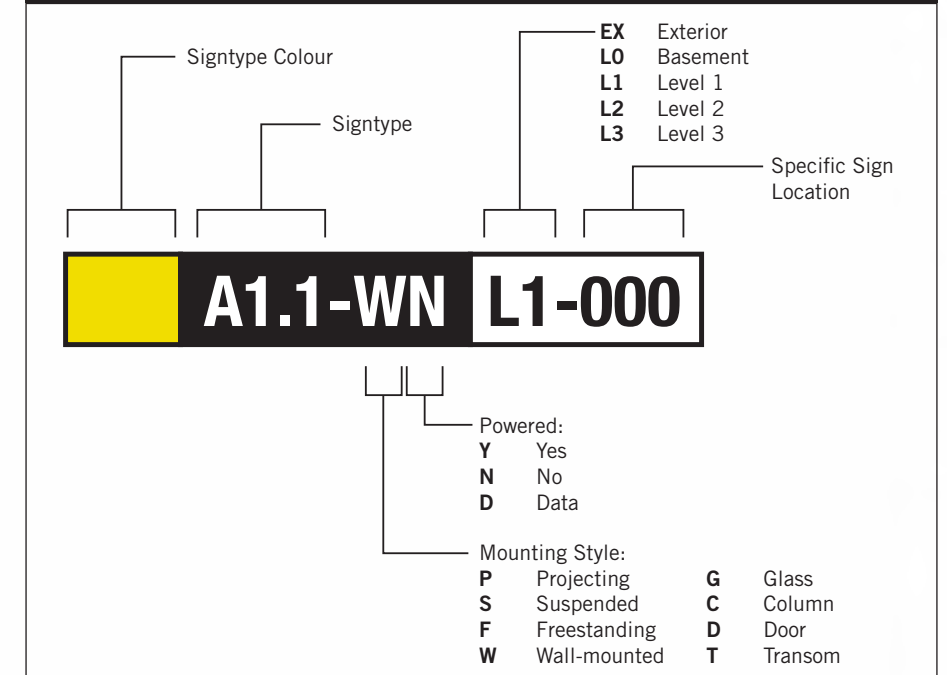 Signtype Colour
Signtype
EX Exterior
L0 Basement
L1 Level 1
L2 Level 2
L3 Level 3
Specific Sign
Location
A1.1-WN L1-000
Powered:
Y Yes
N No
D Data
Mounting Style:
P Projecting G Glass
S Suspended C Column
F Freestanding D Door
W Wall-mounted T Transom